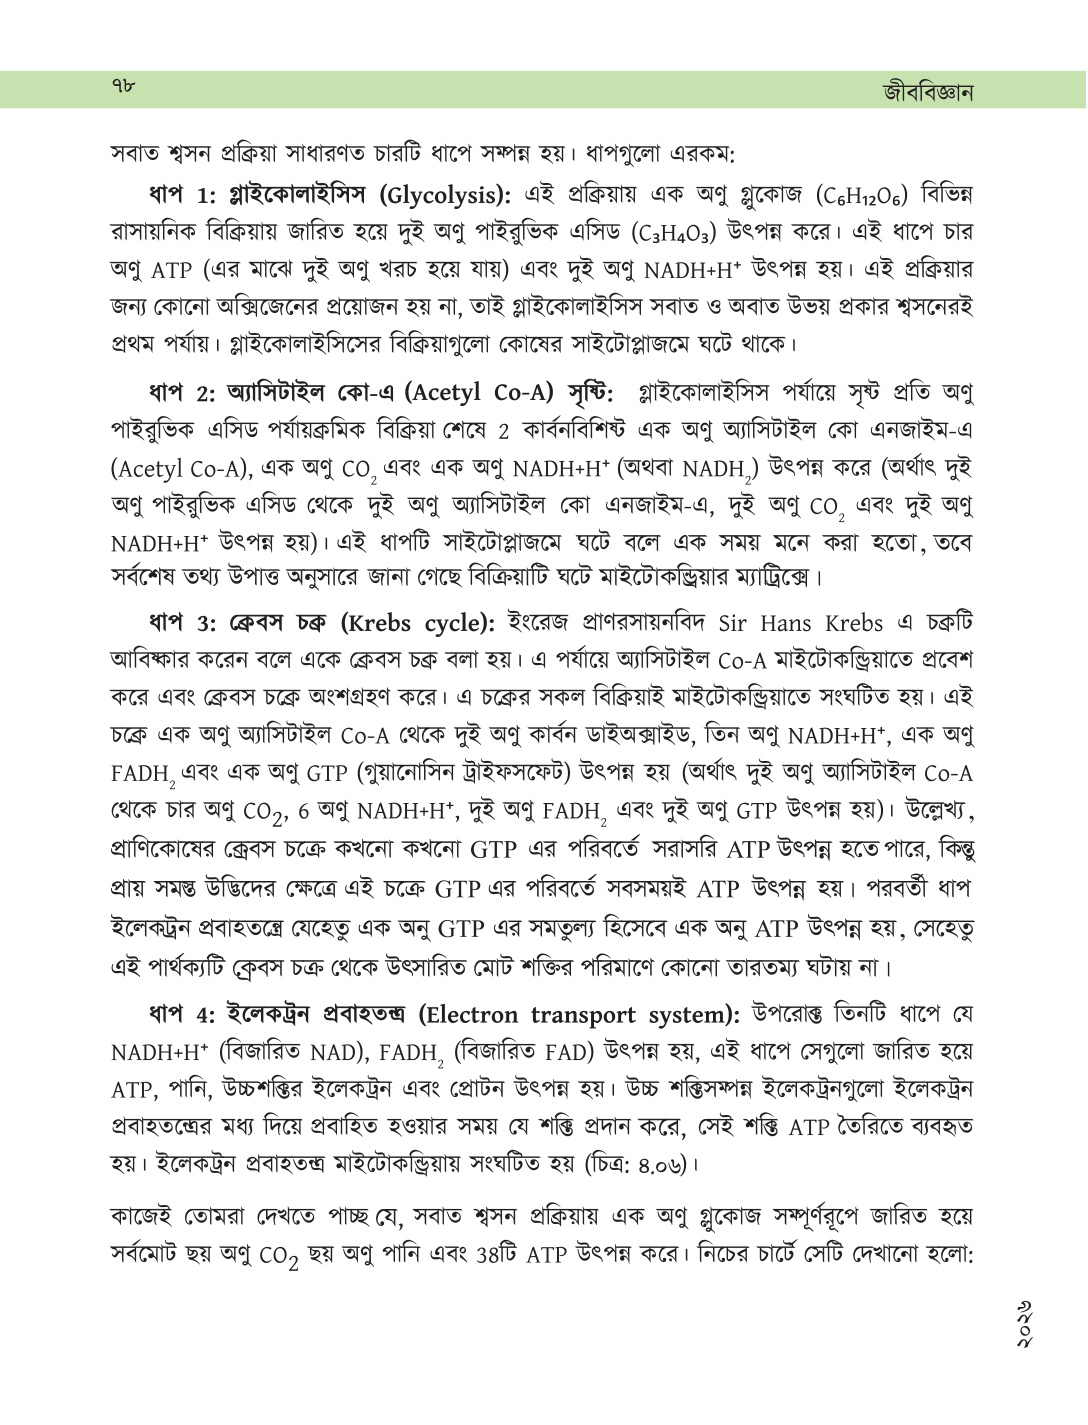 ৭৮
জীববিজ্ঞান
সবাত শ্বসন প্রক্রিয়া সাধারণত চারটি ধাপে সম্পন্ন হয়। ধাপগুলো এরকম:
ধাপ 1: গ্লাইকোলাইসিস (Glycolysis): এই প্রক্রিয়ায় এক অণু গ্লুকোজ (C₆H₁₂O₆) বিভিন্ন
রাসায়নিক বিক্রিয়ায় জারিত হয়ে দুই অণু পাইরুভিক এসিড (C₃H₄O₃) উৎপন্ন করে। এই ধাপে চার
অণু ATP (এর মাঝে দুই অণু খরচ হয়ে যায়) এবং দুই অণু NADH+H⁺ উৎপন্ন হয়। এই প্রক্রিয়ার
জন্য কোনো অক্সিজেনের প্রয়োজন হয় না, তাই গ্লাইকোলাইসিস সবাত ও অবাত উভয় প্রকার শ্বসনেরই
প্রথম পর্যায়। গ্লাইকোলাইসিসের বিক্রিয়াগুলো কোষের সাইটোপ্লাজমে ঘটে থাকে।
ধাপ 2: অ্যাসিটাইল কো-এ (Acetyl Co-A) সৃষ্টি: গ্লাইকোলাইসিস পর্যায়ে সৃষ্ট প্রতি অণু
পাইরুভিক এসিড পর্যায়ক্রমিক বিক্রিয়া শেষে 2 কার্বনবিশিষ্ট এক অণু অ্যাসিটাইল কো এনজাইম-এ
(Acetyl Co-A), এক অণু CO₂ এবং এক অণু NADH+H⁺ (অথবা NADH₂) উৎপন্ন করে (অর্থাৎ দুই
অণু পাইরুভিক এসিড থেকে দুই অণু অ্যাসিটাইল কো এনজাইম-এ, দুই অণু CO₂ এবং দুই অণু
NADH+H⁺ উৎপন্ন হয়)। এই ধাপটি সাইটোপ্লাজমে ঘটে বলে এক সময় মনে করা হতো, তবে
সর্বশেষ তথ্য উপাত্ত অনুসারে জানা গেছে বিক্রিয়াটি ঘটে মাইটোকন্ড্রিয়ার ম্যাট্রিক্সে।
ধাপ 3: ক্রেবস চক্র (Krebs cycle): ইংরেজ প্রাণরসায়নবিদ Sir Hans Krebs এ চক্রটি
আবিষ্কার করেন বলে একে ক্রেবস চক্র বলা হয়। এ পর্যায়ে অ্যাসিটাইল Co-A মাইটোকন্ড্রিয়াতে প্রবেশ
করে এবং ক্রেবস চক্রে অংশগ্রহণ করে। এ চক্রের সকল বিক্রিয়াই মাইটোকন্ড্রিয়াতে সংঘটিত হয়। এই
চক্রে এক অণু অ্যাসিটাইল Co-A থেকে দুই অণু কার্বন ডাইঅক্সাইড, তিন অণু NADH+H⁺, এক অণু
FADH₂ এবং এক অণু GTP (গুয়ানোসিন ট্রাইফসফেট) উৎপন্ন হয় (অর্থাৎ দুই অণু অ্যাসিটাইল Co-A
থেকে চার অণু CO₂, 6 অণু NADH+H⁺, দুই অণু FADH₂ এবং দুই অণু GTP উৎপন্ন হয়)। উল্লেখ্য,
প্রাণিকোষের ক্রেবস চক্রে কখনো কখনো GTP এর পরিবর্তে সরাসরি ATP উৎপন্ন হতে পারে, কিন্তু
প্রায় সমস্ত উদ্ভিদের ক্ষেত্রে এই চক্রে GTP এর পরিবর্তে সবসময়ই ATP উৎপন্ন হয়। পরবর্তী ধাপ
ইলেকট্রন প্রবাহতন্ত্রে যেহেতু এক অনু GTP এর সমতুল্য হিসেবে এক অনু ATP উৎপন্ন হয়, সেহেতু
এই পার্থক্যটি ক্রেবস চক্র থেকে উৎসারিত মোট শক্তির পরিমাণে কোনো তারতম্য ঘটায় না।
ধাপ 4: ইলেকট্রন প্রবাহতন্ত্র (Electron transport system): উপরোক্ত তিনটি ধাপে যে
NADH+H⁺ (বিজারিত NAD), FADH₂ (বিজারিত FAD) উৎপন্ন হয়, এই ধাপে সেগুলো জারিত হয়ে
ATP, পানি, উচ্চশক্তির ইলেকট্রন এবং প্রোটন উৎপন্ন হয়। উচ্চ শক্তিসম্পন্ন ইলেকট্রনগুলো ইলেকট্রন
প্রবাহতন্ত্রের মধ্য দিয়ে প্রবাহিত হওয়ার সময় যে শক্তি প্রদান করে, সেই শক্তি ATP তৈরিতে ব্যবহৃত
হয়। ইলেকট্রন প্রবাহতন্ত্র মাইটোকন্ড্রিয়ায় সংঘটিত হয় (চিত্র: ৪.০৬)।
কাজেই তোমরা দেখতে পাচ্ছ যে, সবাত শ্বসন প্রক্রিয়ায় এক অণু গ্লুকোজ সম্পূর্ণরূপে জারিত হয়ে
সর্বমোট ছয় অণু CO₂ ছয় অণু পানি এবং 38টি ATP উৎপন্ন করে। নিচের চার্টে সেটি দেখানো হলো:
২০২৬